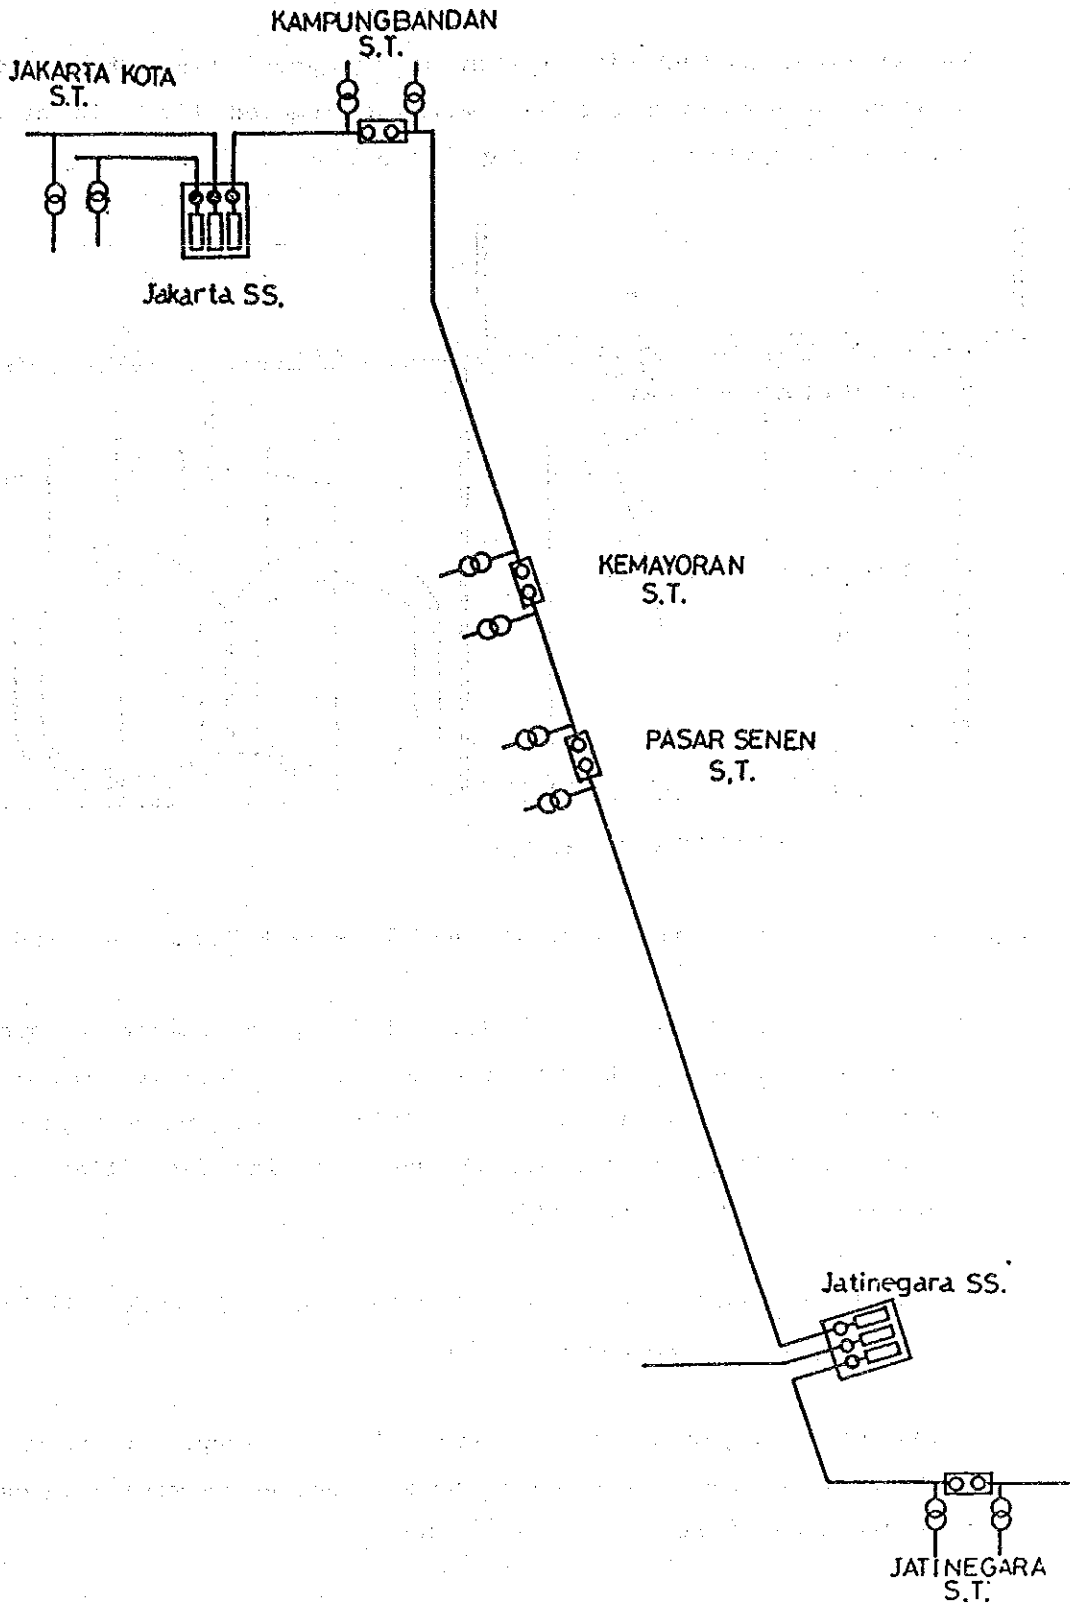 KAMPUNGBANDAN
S.T.
JAKARTA KOTA
S.T.
Jakarta SS.
KEMAYORAN
S.T.
PASAR SENEN
S.T.
Jatinegara SS.
JATINEGARA
S.T.